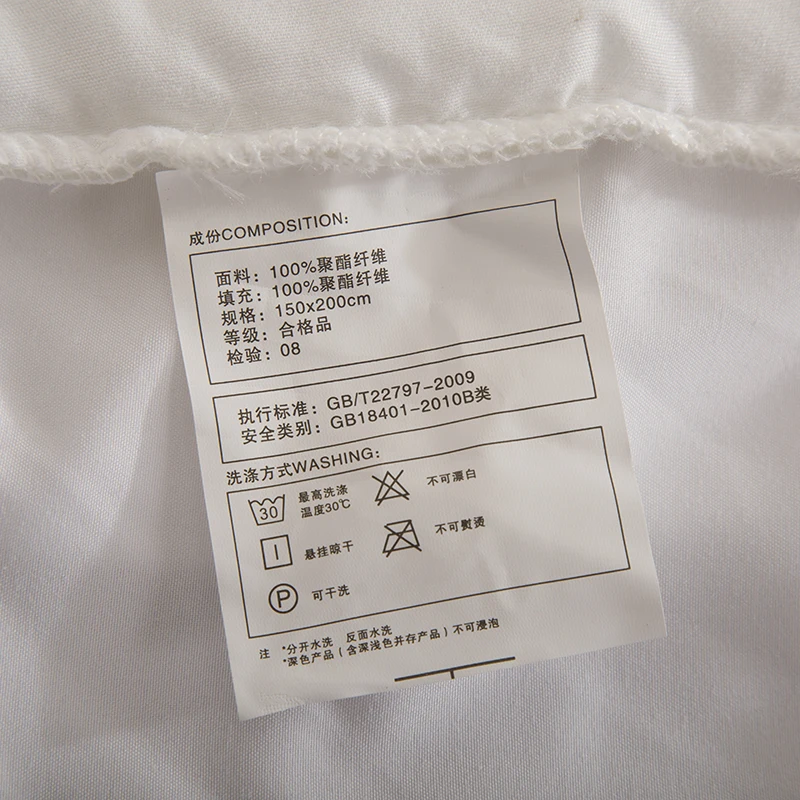 成份COMPOSITION:
面料：100%聚酯纤维
填充：100%聚酯纤维
规格：150x200cm
等级：合格品
检验：08
执行标准：GB/T22797-2009
安全类别：GB18401-2010B类
洗涤方式WASHING:
30 最高洗涤温度30℃
不可漂白
悬挂晾干
不可熨烫
P 可干洗
注 *分开水洗 反面水洗
*深色产品（含深浅色并存产品）不可浸泡